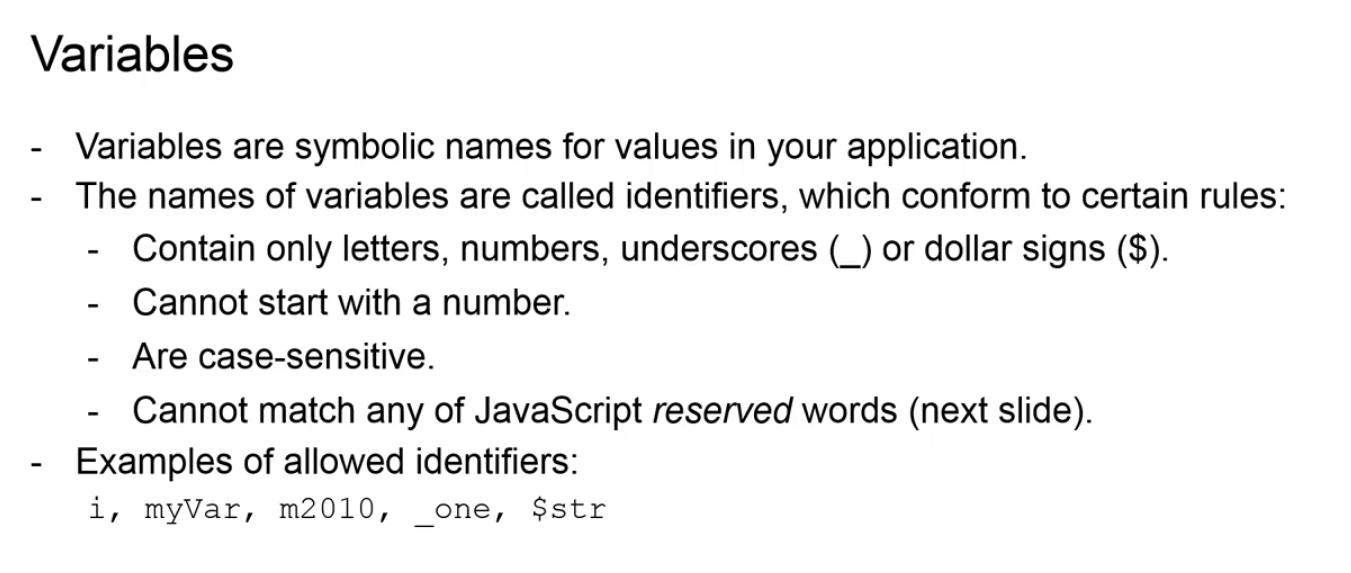 Variables
- Variables are symbolic names for values in your application.
- The names of variables are called identifiers, which conform to certain rules:
- Contain only letters, numbers, underscores (_) or dollar signs ($).
- Cannot start with a number.
- Are case-sensitive.
- Cannot match any of JavaScript reserved words (next slide).
- Examples of allowed identifiers:
i, myVar, m2010, _one, $str